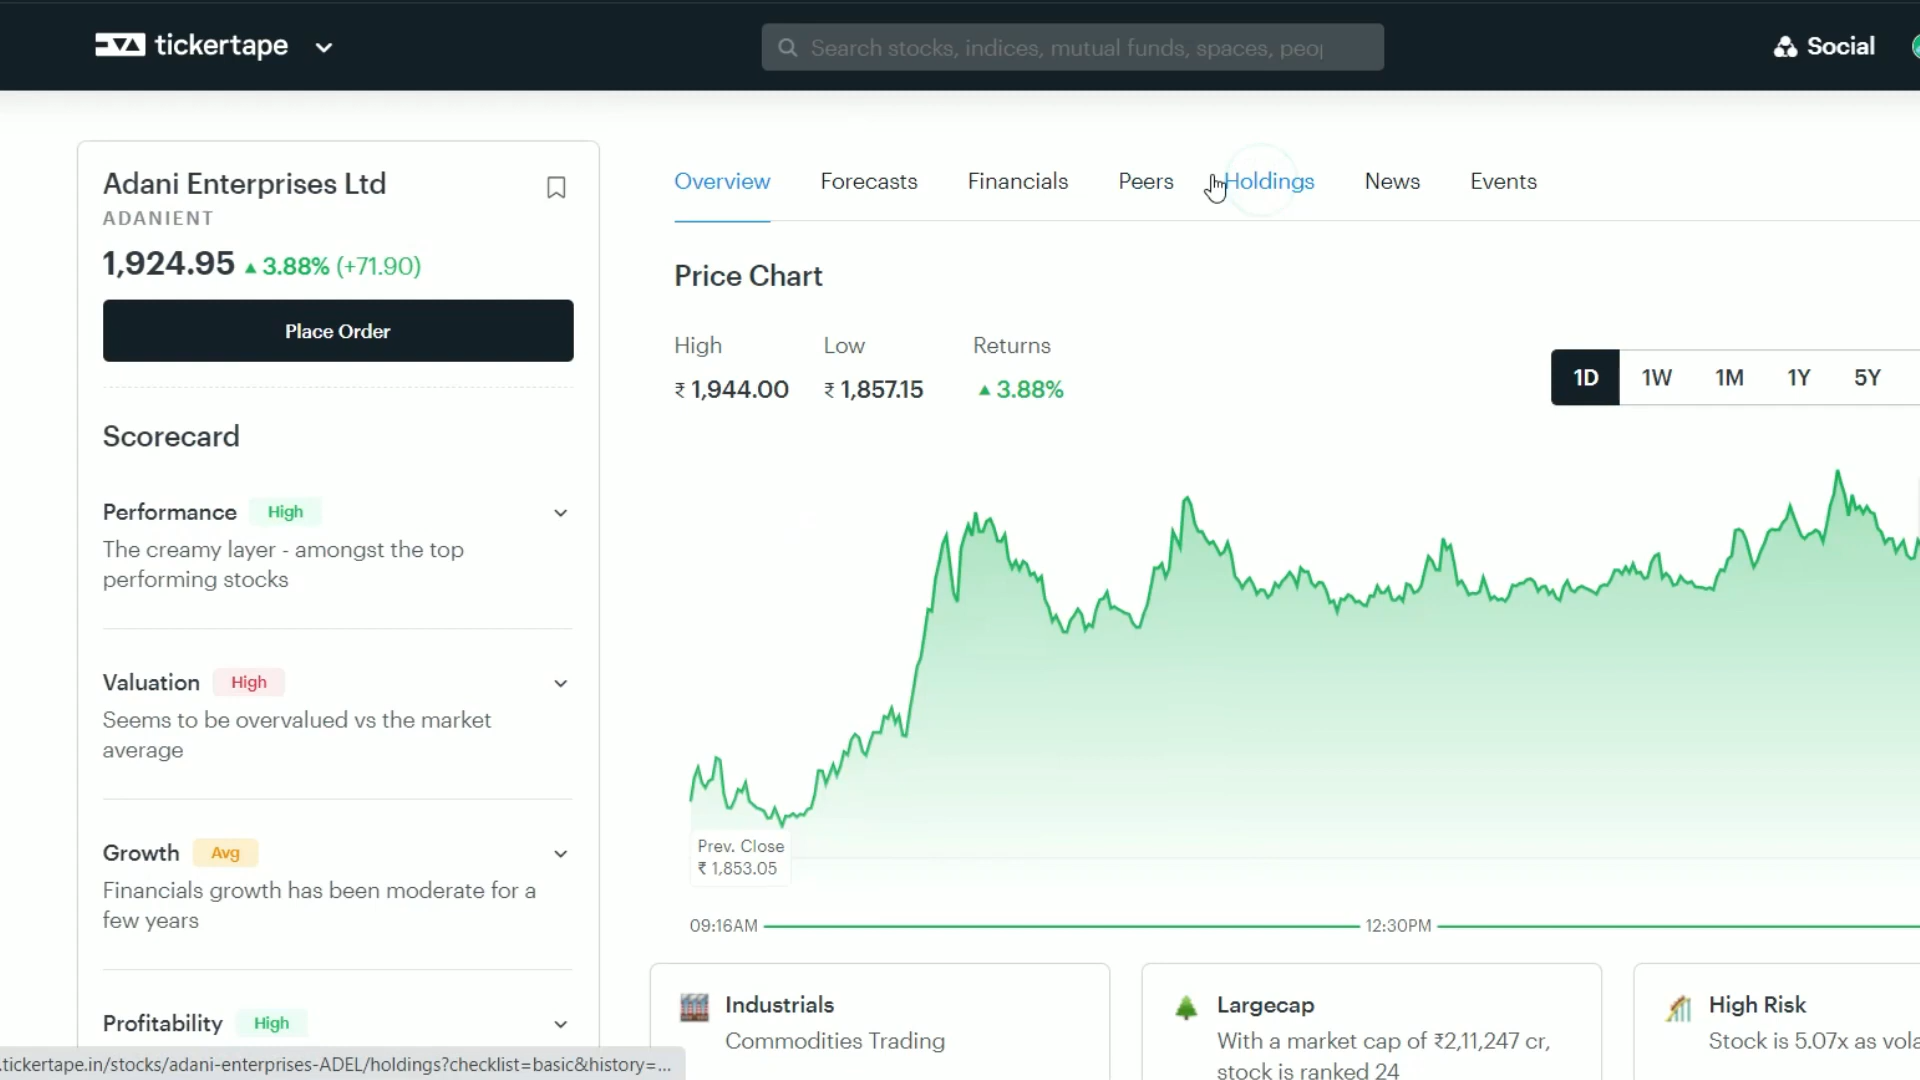 tickertape
Search stocks, indices, mutual funds, spaces, peop
Social
Adani Enterprises Ltd
ADANIENT
1,924.95 ▲ 3.88% (+71.90)
Place Order
Scorecard
Performance High
The creamy layer - amongst the top
performing stocks
Valuation High
Seems to be overvalued vs the market
average
Growth Avg
Financials growth has been moderate for a
few years
Profitability High
.tickertape.in/stocks/adani-enterprises-ADEL/holdings?checklist=basic&history=...
Overview Forecasts Financials Peers Holdings News Events
Price Chart
High Low Returns
₹ 1,944.00 ₹ 1,857.15 ▲ 3.88%
1D 1W 1M 1Y 5Y
Prev. Close
₹ 1,853.05
09:16AM 12:30PM
Industrials
Commodities Trading
Largecap
With a market cap of ₹2,11,247 cr,
stock is ranked 24
High Risk
Stock is 5.07x as vola